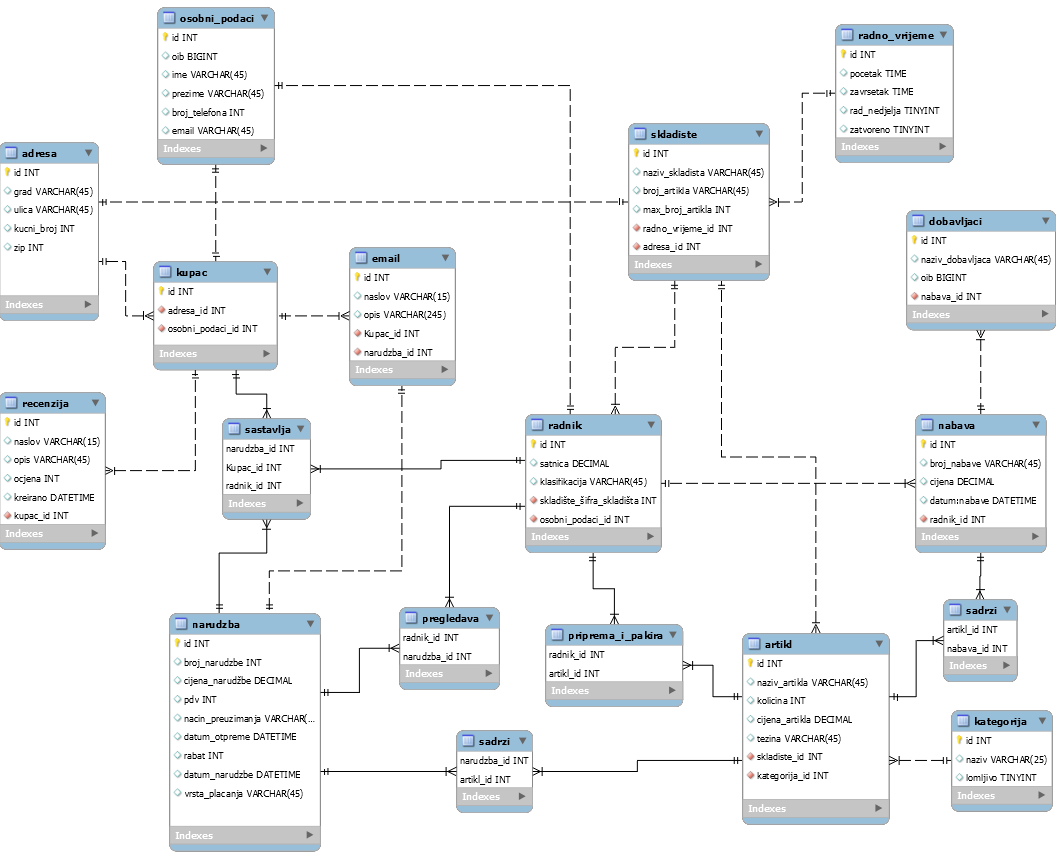 osobni_podaci
id INT
oib BIGINT
ime VARCHAR(45)
prezime VARCHAR(45)
broj_telefona INT
email VARCHAR(45)
Indexes
radno_vrijeme
id INT
pocetak TIME
zavrsetak TIME
rad_nedjelja TINYINT
zatvoreno TINYINT
Indexes
adresa
id INT
grad VARCHAR(45)
ulica VARCHAR(45)
kucni_broj INT
zip INT
Indexes
skladiste
id INT
naziv_skladista VARCHAR(45)
broj_artikla VARCHAR(45)
max_broj_artikla INT
radno_vrijeme_id INT
adresa_id INT
Indexes
dobavljaci
id INT
naziv_dobavljaca VARCHAR(45)
oib BIGINT
nabava_id INT
Indexes
kupac
id INT
adresa_id INT
osobni_podaci_id INT
Indexes
email
id INT
naslov VARCHAR(15)
opis VARCHAR(245)
Kupac_id INT
narudzba_id INT
Indexes
recenzija
id INT
naslov VARCHAR(15)
opis VARCHAR(45)
ocjena INT
kreirano DATETIME
kupac_id INT
Indexes
sastavlja
narudzba_id INT
Kupac_id INT
radnik_id INT
Indexes
radnik
id INT
satnica DECIMAL
klasifikacija VARCHAR(45)
skladište_šifra_skladišta INT
osobni_podaci_id INT
Indexes
nabava
id INT
broj_nabave VARCHAR(45)
cijena DECIMAL
datum:nabave DATETIME
radnik_id INT
Indexes
narudzba
id INT
broj_narudzbe INT
cijena_narudžbe DECIMAL
pdv INT
nacin_preuzimanja VARCHAR(...
datum_otpreme DATETIME
rabat INT
datum_narudzbe DATETIME
vrsta_placanja VARCHAR(45)
Indexes
pregledava
radnik_id INT
narudzba_id INT
Indexes
priprema_i_pakira
radnik_id INT
artikl_id INT
Indexes
artikl
id INT
naziv_artikla VARCHAR(45)
kolicina INT
cijena_artikla DECIMAL
tezina VARCHAR(45)
skladiste_id INT
kategorija_id INT
Indexes
sadrzi
artikl_id INT
nabava_id INT
Indexes
sadrzi
narudzba_id INT
artikl_id INT
Indexes
kategorija
id INT
naziv VARCHAR(25)
lomljivo TINYINT
Indexes